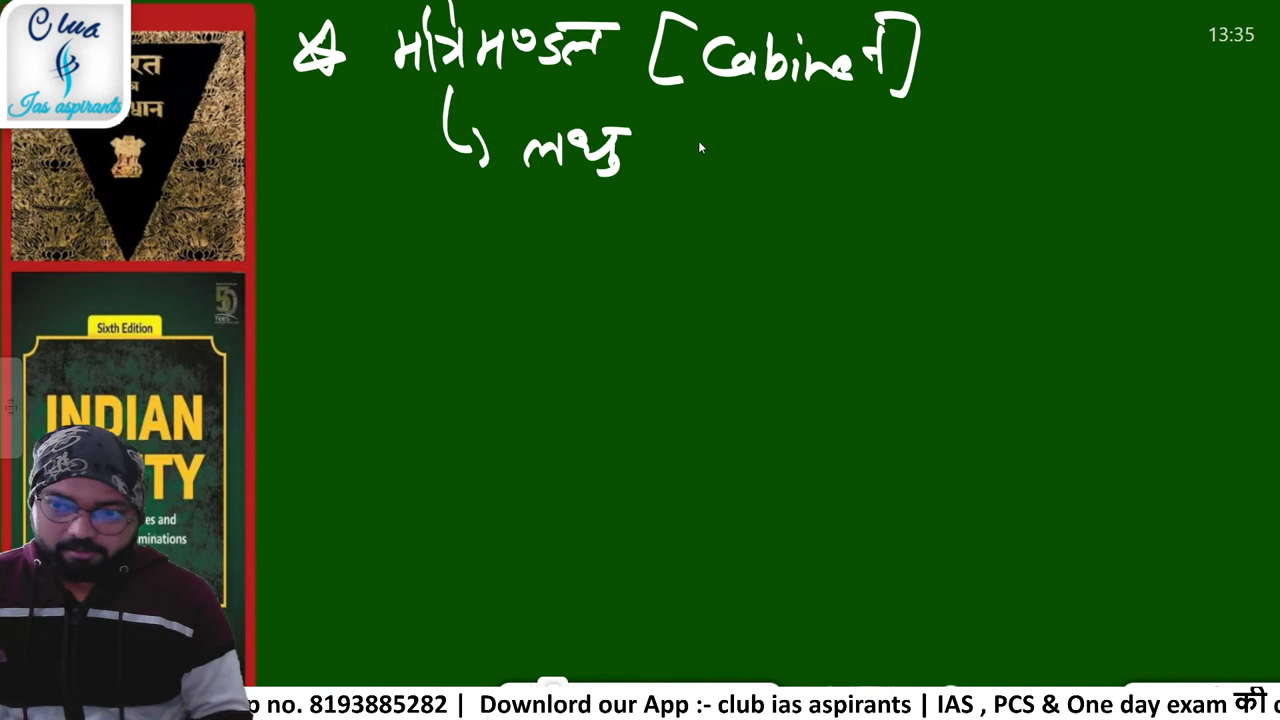 Clua
Ias aspirants
13:35
मंत्रिमण्डल [Cabinet]
लघु
Sixth Edition
INDIAN
es and
minations
p no. 8193885282 | Downlord our App :- club ias aspirants | IAS , PCS & One day exam की